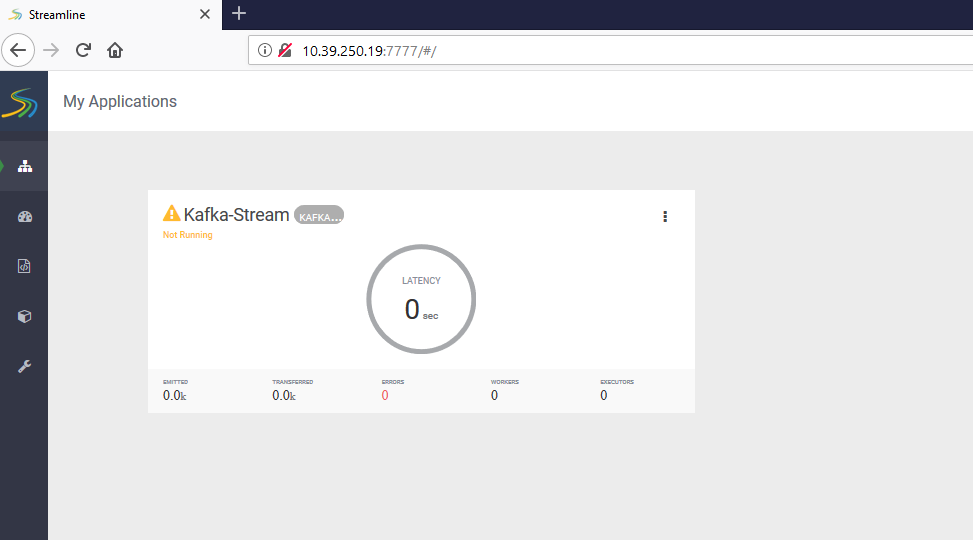 Streamline
10.39.250.19:7777/#/
My Applications
Kafka-Stream KAFKA...
Not Running
LATENCY
0 sec
EMITTED TRANSFERRED ERRORS WORKERS EXECUTORS
0.0k 0.0k 0 0 0